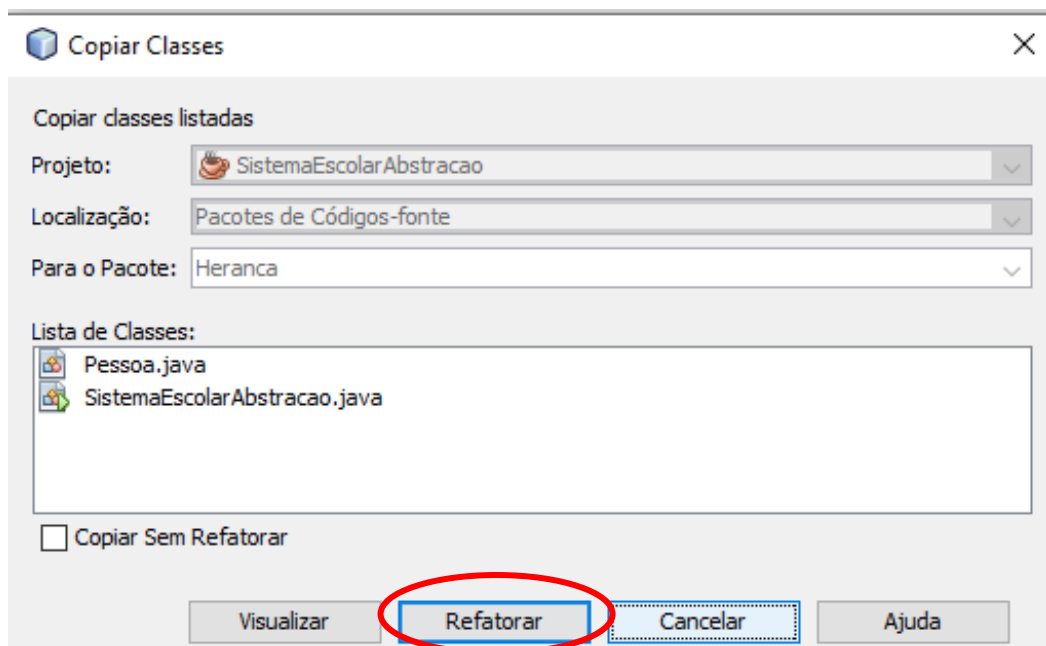 Copiar Classes
Copiar classes listadas
Projeto: SistemaEscolarAbstracao
Localização: Pacotes de Códigos-fonte
Para o Pacote: Heranca
Lista de Classes:
Pessoa.java
SistemaEscolarAbstracao.java
Copiar Sem Refatorar
Visualizar Refatorar Cancelar Ajuda